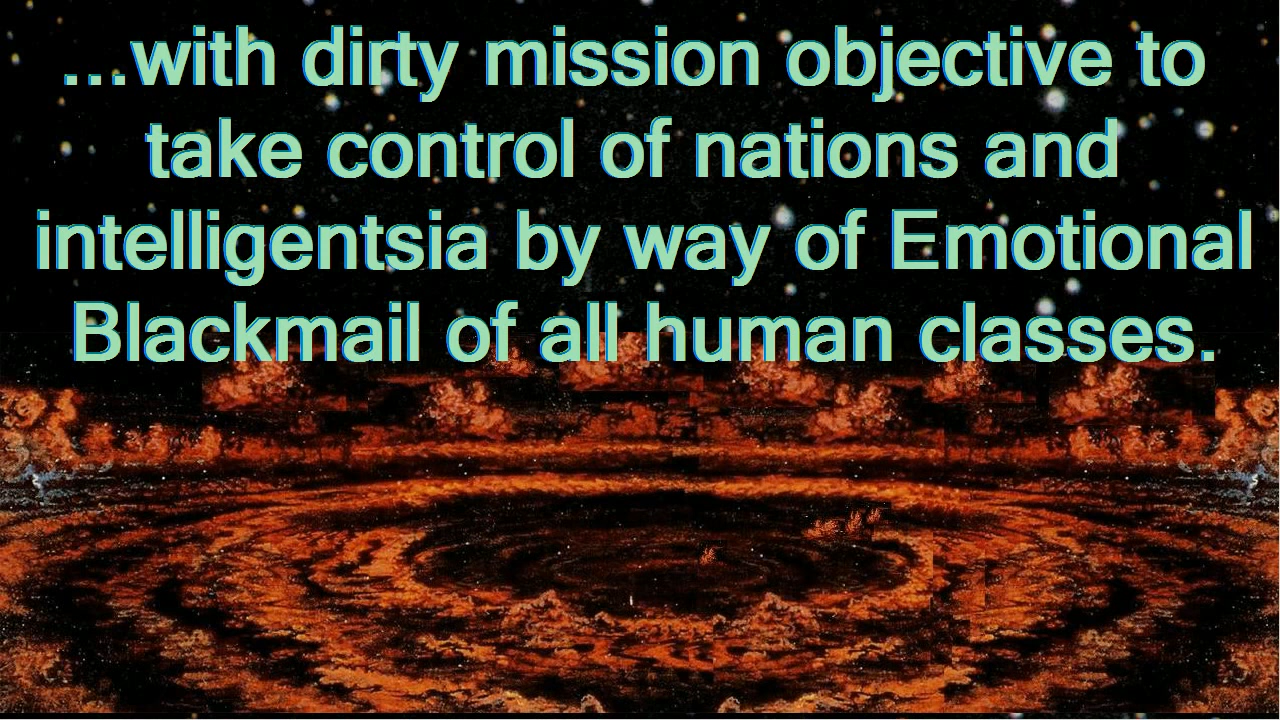 ...with dirty mission objective to
take control of nations and
intelligentsia by way of Emotional
Blackmail of all human classes.